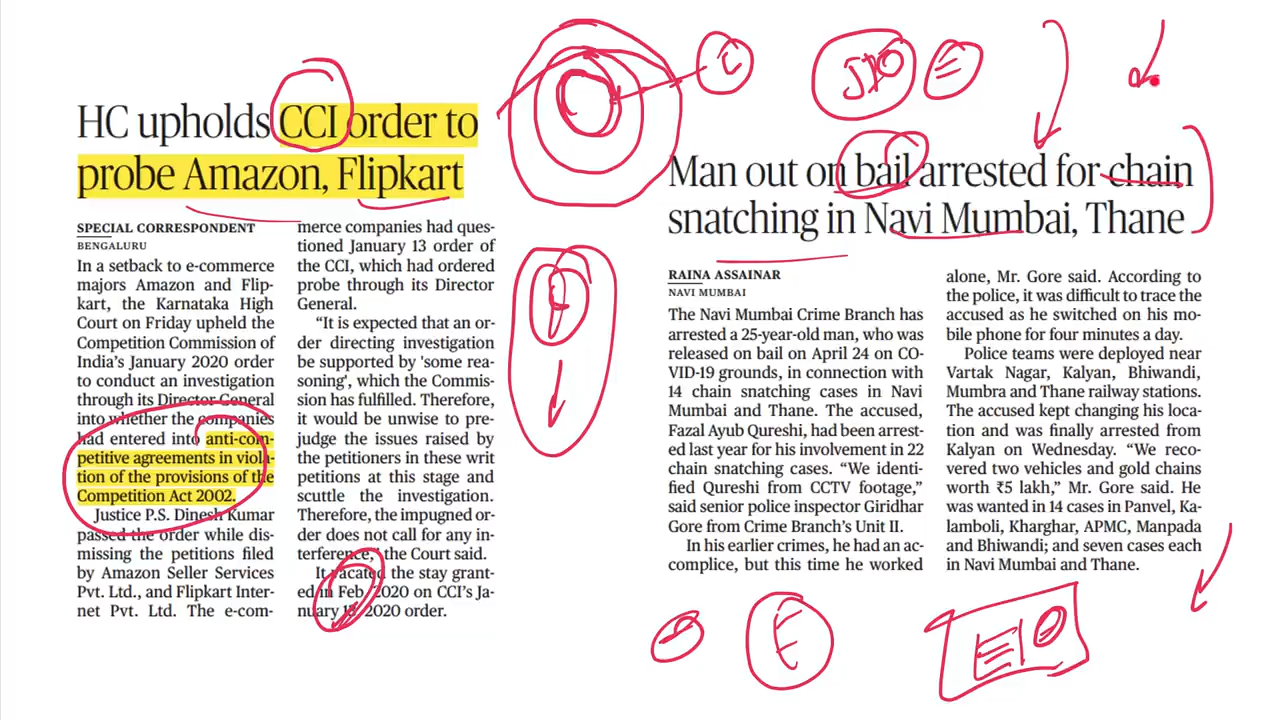 HC upholds CCI order to
probe Amazon, Flipkart
SPECIAL CORRESPONDENT
BENGALURU
In a setback to e-commerce
majors Amazon and Flip-
kart, the Karnataka High
Court on Friday upheld the
Competition Commission of
India's January 2020 order
to conduct an investigation
through its Director General
into whether the companies
had entered into anti-com-
petitive agreements in viola-
tion of the provisions of the
Competition Act 2002.
Justice P.S. Dinesh Kumar
passed the order while dis-
missing the petitions filed
by Amazon Seller Services
Pvt. Ltd., and Flipkart Inter-
net Pvt. Ltd. The e-com-
merce companies had ques-
tioned January 13 order of
the CCI, which had ordered
probe through its Director
General.
"It is expected that an or-
der directing investigation
be supported by 'some rea-
soning', which the Commis-
sion has fulfilled. Therefore,
it would be unwise to pre-
judge the issues raised by
the petitioners in these writ
petitions at this stage and
scuttle the investigation.
Therefore, the impugned or-
der does not call for any in-
terference," the Court said.
It vacated the stay grant-
ed in Feb. 2020 on CCI's Ja-
nuary 13, 2020 order.
Man out on bail arrested for chain
snatching in Navi Mumbai, Thane
RAINA ASSAINAR
NAVI MUMBAI
The Navi Mumbai Crime Branch has
arrested a 25-year-old man, who was
released on bail on April 24 on CO-
VID-19 grounds, in connection with
14 chain snatching cases in Navi
Mumbai and Thane. The accused,
Fazal Ayub Qureshi, had been arrest-
ed last year for his involvement in 22
chain snatching cases. "We identi-
fied Qureshi from CCTV footage,"
said senior police inspector Giridhar
Gore from Crime Branch's Unit II.
In his earlier crimes, he had an ac-
complice, but this time he worked
alone, Mr. Gore said. According to
the police, it was difficult to trace the
accused as he switched on his mo-
bile phone for four minutes a day.
Police teams were deployed near
Vartak Nagar, Kalyan, Bhiwandi,
Mumbra and Thane railway stations.
The accused kept changing his loca-
tion and was finally arrested from
Kalyan on Wednesday. "We reco-
vered two vehicles and gold chains
worth ₹5 lakh," Mr. Gore said. He
was wanted in 14 cases in Panvel, Ka-
lamboli, Kharghar, APMC, Manpada
and Bhiwandi; and seven cases each
in Navi Mumbai and Thane.